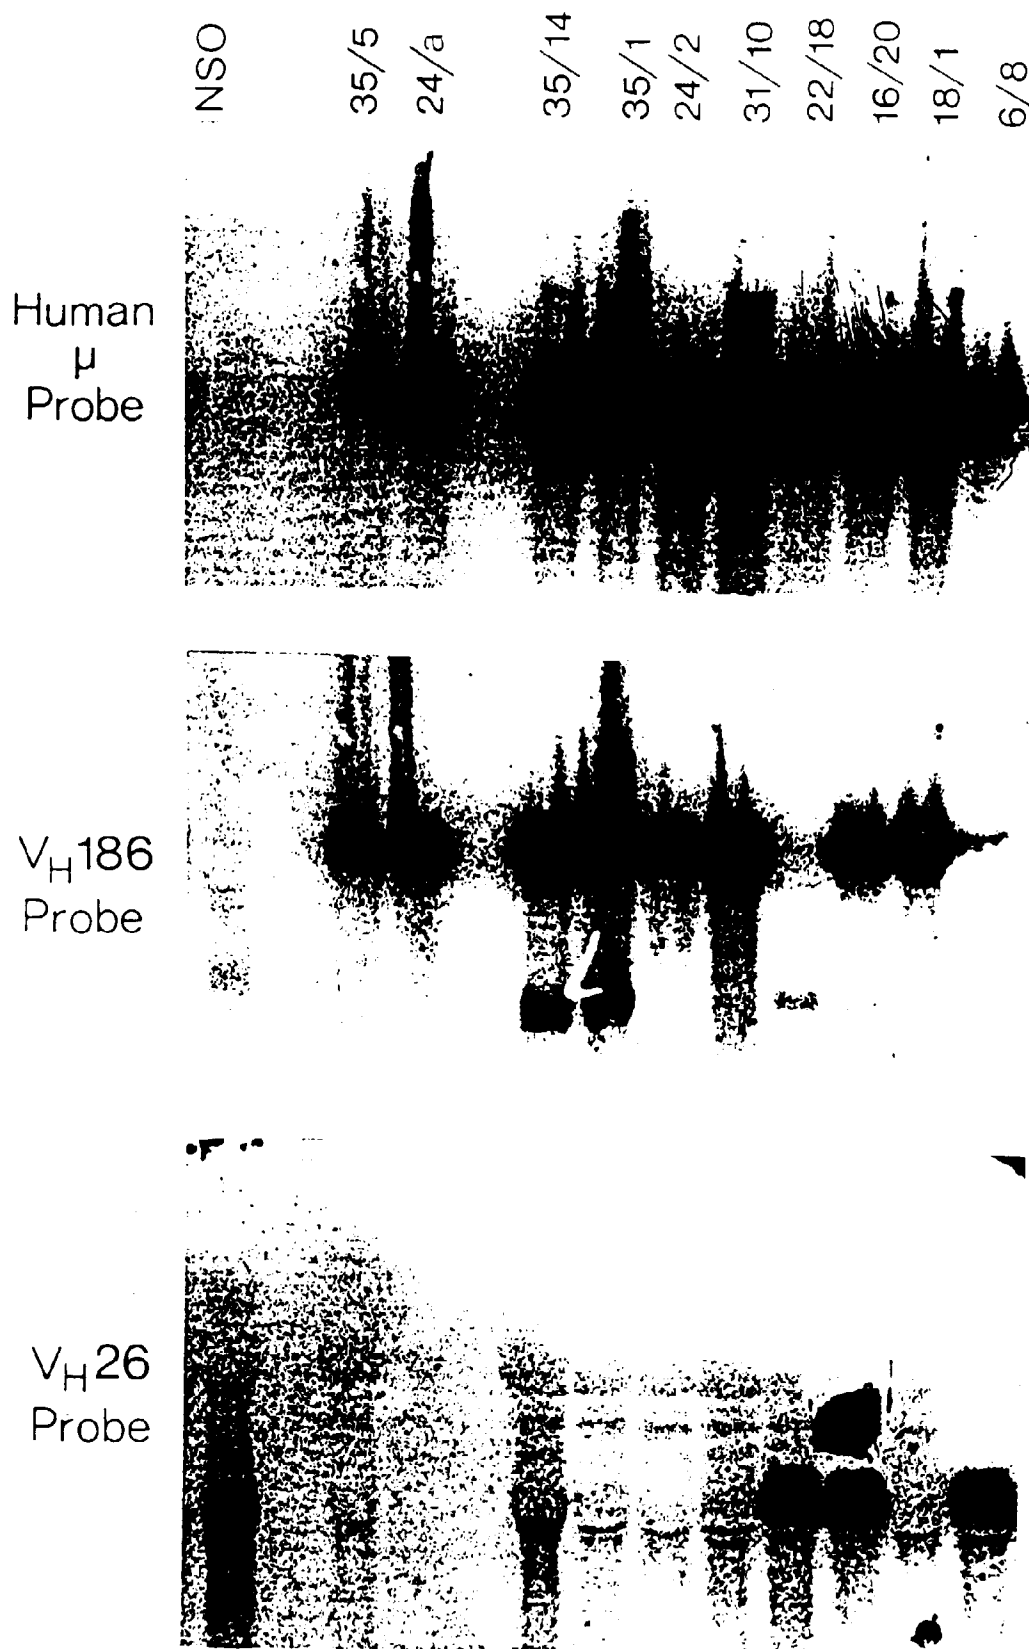 NSO
35/5
24/a
35/14
35/1
24/2
31/10
22/18
16/20
18/1
6/8
Human
μ
Probe
VH186
Probe
VH26
Probe